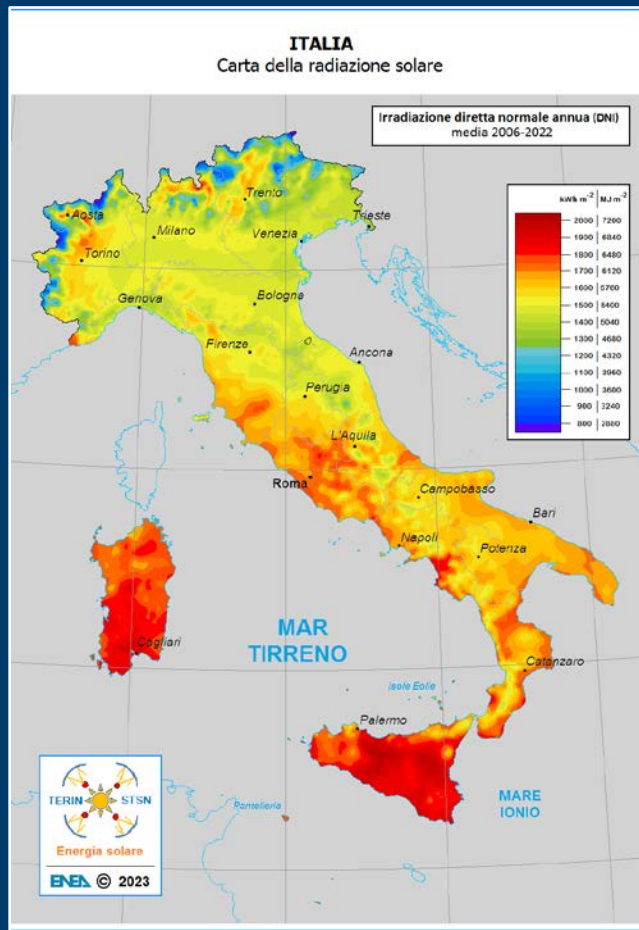 ITALIA
Carta della radiazione solare
Irradiazione diretta normale annua (DNI)
media 2006-2022
kWh m⁻² MJ m⁻²
2000 7200
1900 6840
1800 6480
1700 6120
1600 5760
1500 5400
1400 5040
1300 4680
1200 4320
1100 3960
1000 3600
900 3240
800 2880
Aosta
Trento
Milano
Venezia
Trieste
Torino
Genova
Bologna
Firenze
Ancona
Perugia
L'Aquila
Roma
Campobasso
Bari
Napoli
Potenza
MAR
TIRRENO
Cagliari
Catanzaro
Isole Eolie
Palermo
Pantelleria
MARE
IONIO
TERIN STSN
Energia solare
ENEA © 2023